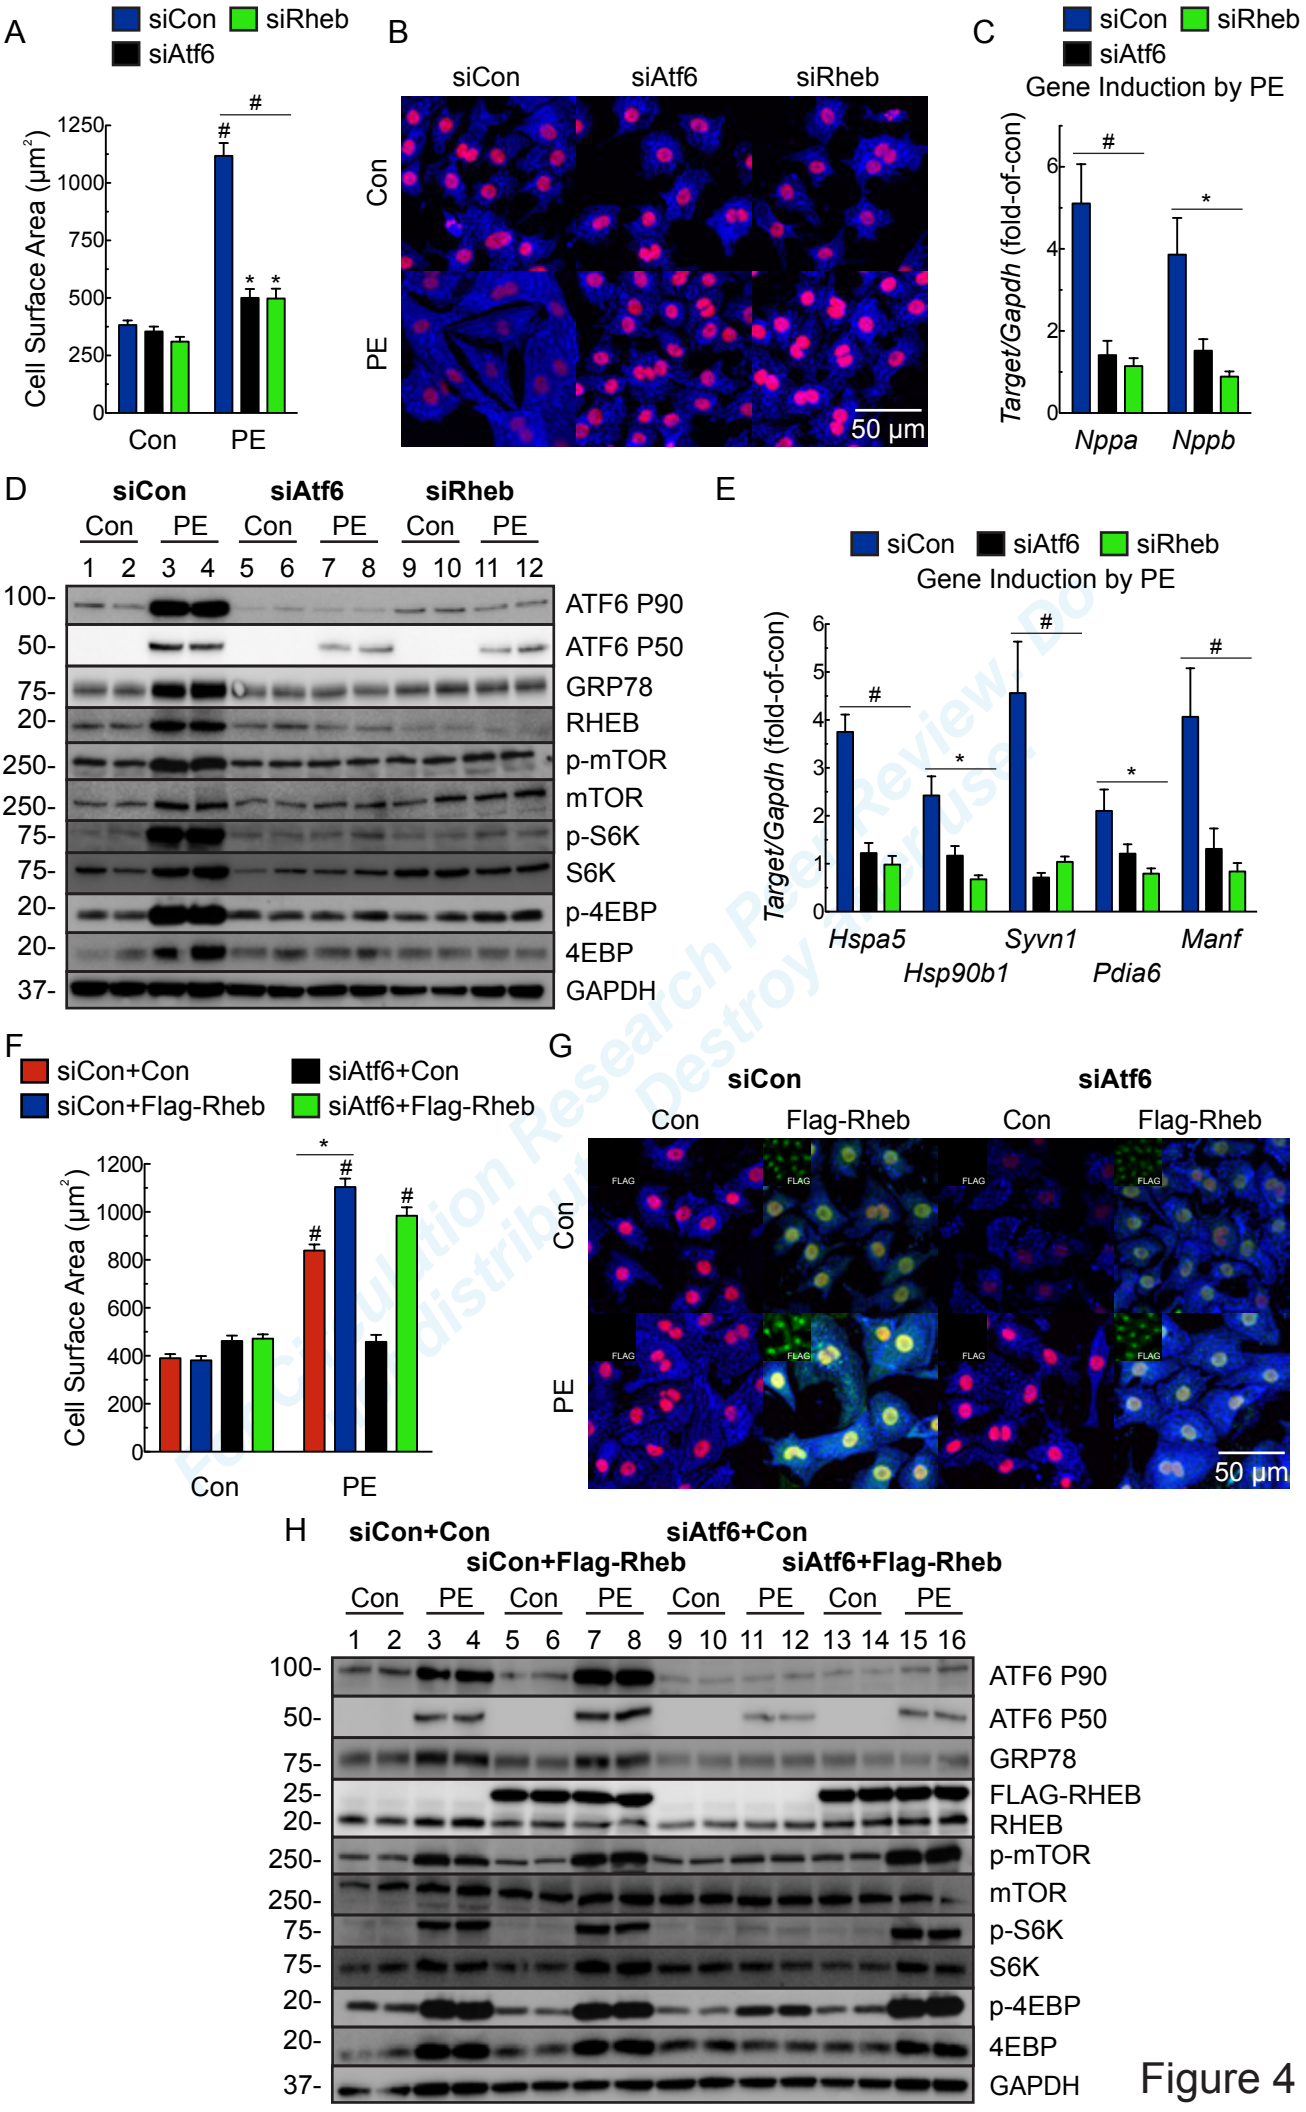 A
siCon siRheb
siAtf6
#
#
* *
Cell Surface Area (µm²)
1250
1000
750
500
250
0
Con PE
B
siCon siAtf6 siRheb
Con
PE
50 µm
C
siCon siRheb
siAtf6
Gene Induction by PE
Target/Gapdh (fold-of-con)
#
*
6
4
2
0
Nppa Nppb
D
siCon siAtf6 siRheb
Con PE Con PE Con PE
1 2 3 4 5 6 7 8 9 10 11 12
100- ATF6 P90
50- ATF6 P50
75- GRP78
20- RHEB
250- p-mTOR
250- mTOR
75- p-S6K
75- S6K
20- p-4EBP
20- 4EBP
37- GAPDH
E
siCon siAtf6 siRheb
Gene Induction by PE
Target/Gapdh (fold-of-con)
6
5
4
3
2
1
0
# * # * #
Hspa5 Syvn1 Manf
Hsp90b1 Pdia6
F
siCon+Con siAtf6+Con
siCon+Flag-Rheb siAtf6+Flag-Rheb
*
# # #
Cell Surface Area (µm²)
1200
1000
800
600
400
200
0
Con PE
G
siCon siAtf6
Con Flag-Rheb Con Flag-Rheb
FLAG FLAG FLAG FLAG
Con
FLAG FLAG FLAG FLAG
PE
50 µm
H
siCon+Con siAtf6+Con
siCon+Flag-Rheb siAtf6+Flag-Rheb
Con PE Con PE Con PE Con PE
1 2 3 4 5 6 7 8 9 10 11 12 13 14 15 16
100- ATF6 P90
50- ATF6 P50
75- GRP78
25- FLAG-RHEB
20- RHEB
250- p-mTOR
250- mTOR
75- p-S6K
75- S6K
20- p-4EBP
20- 4EBP
37- GAPDH
Figure 4